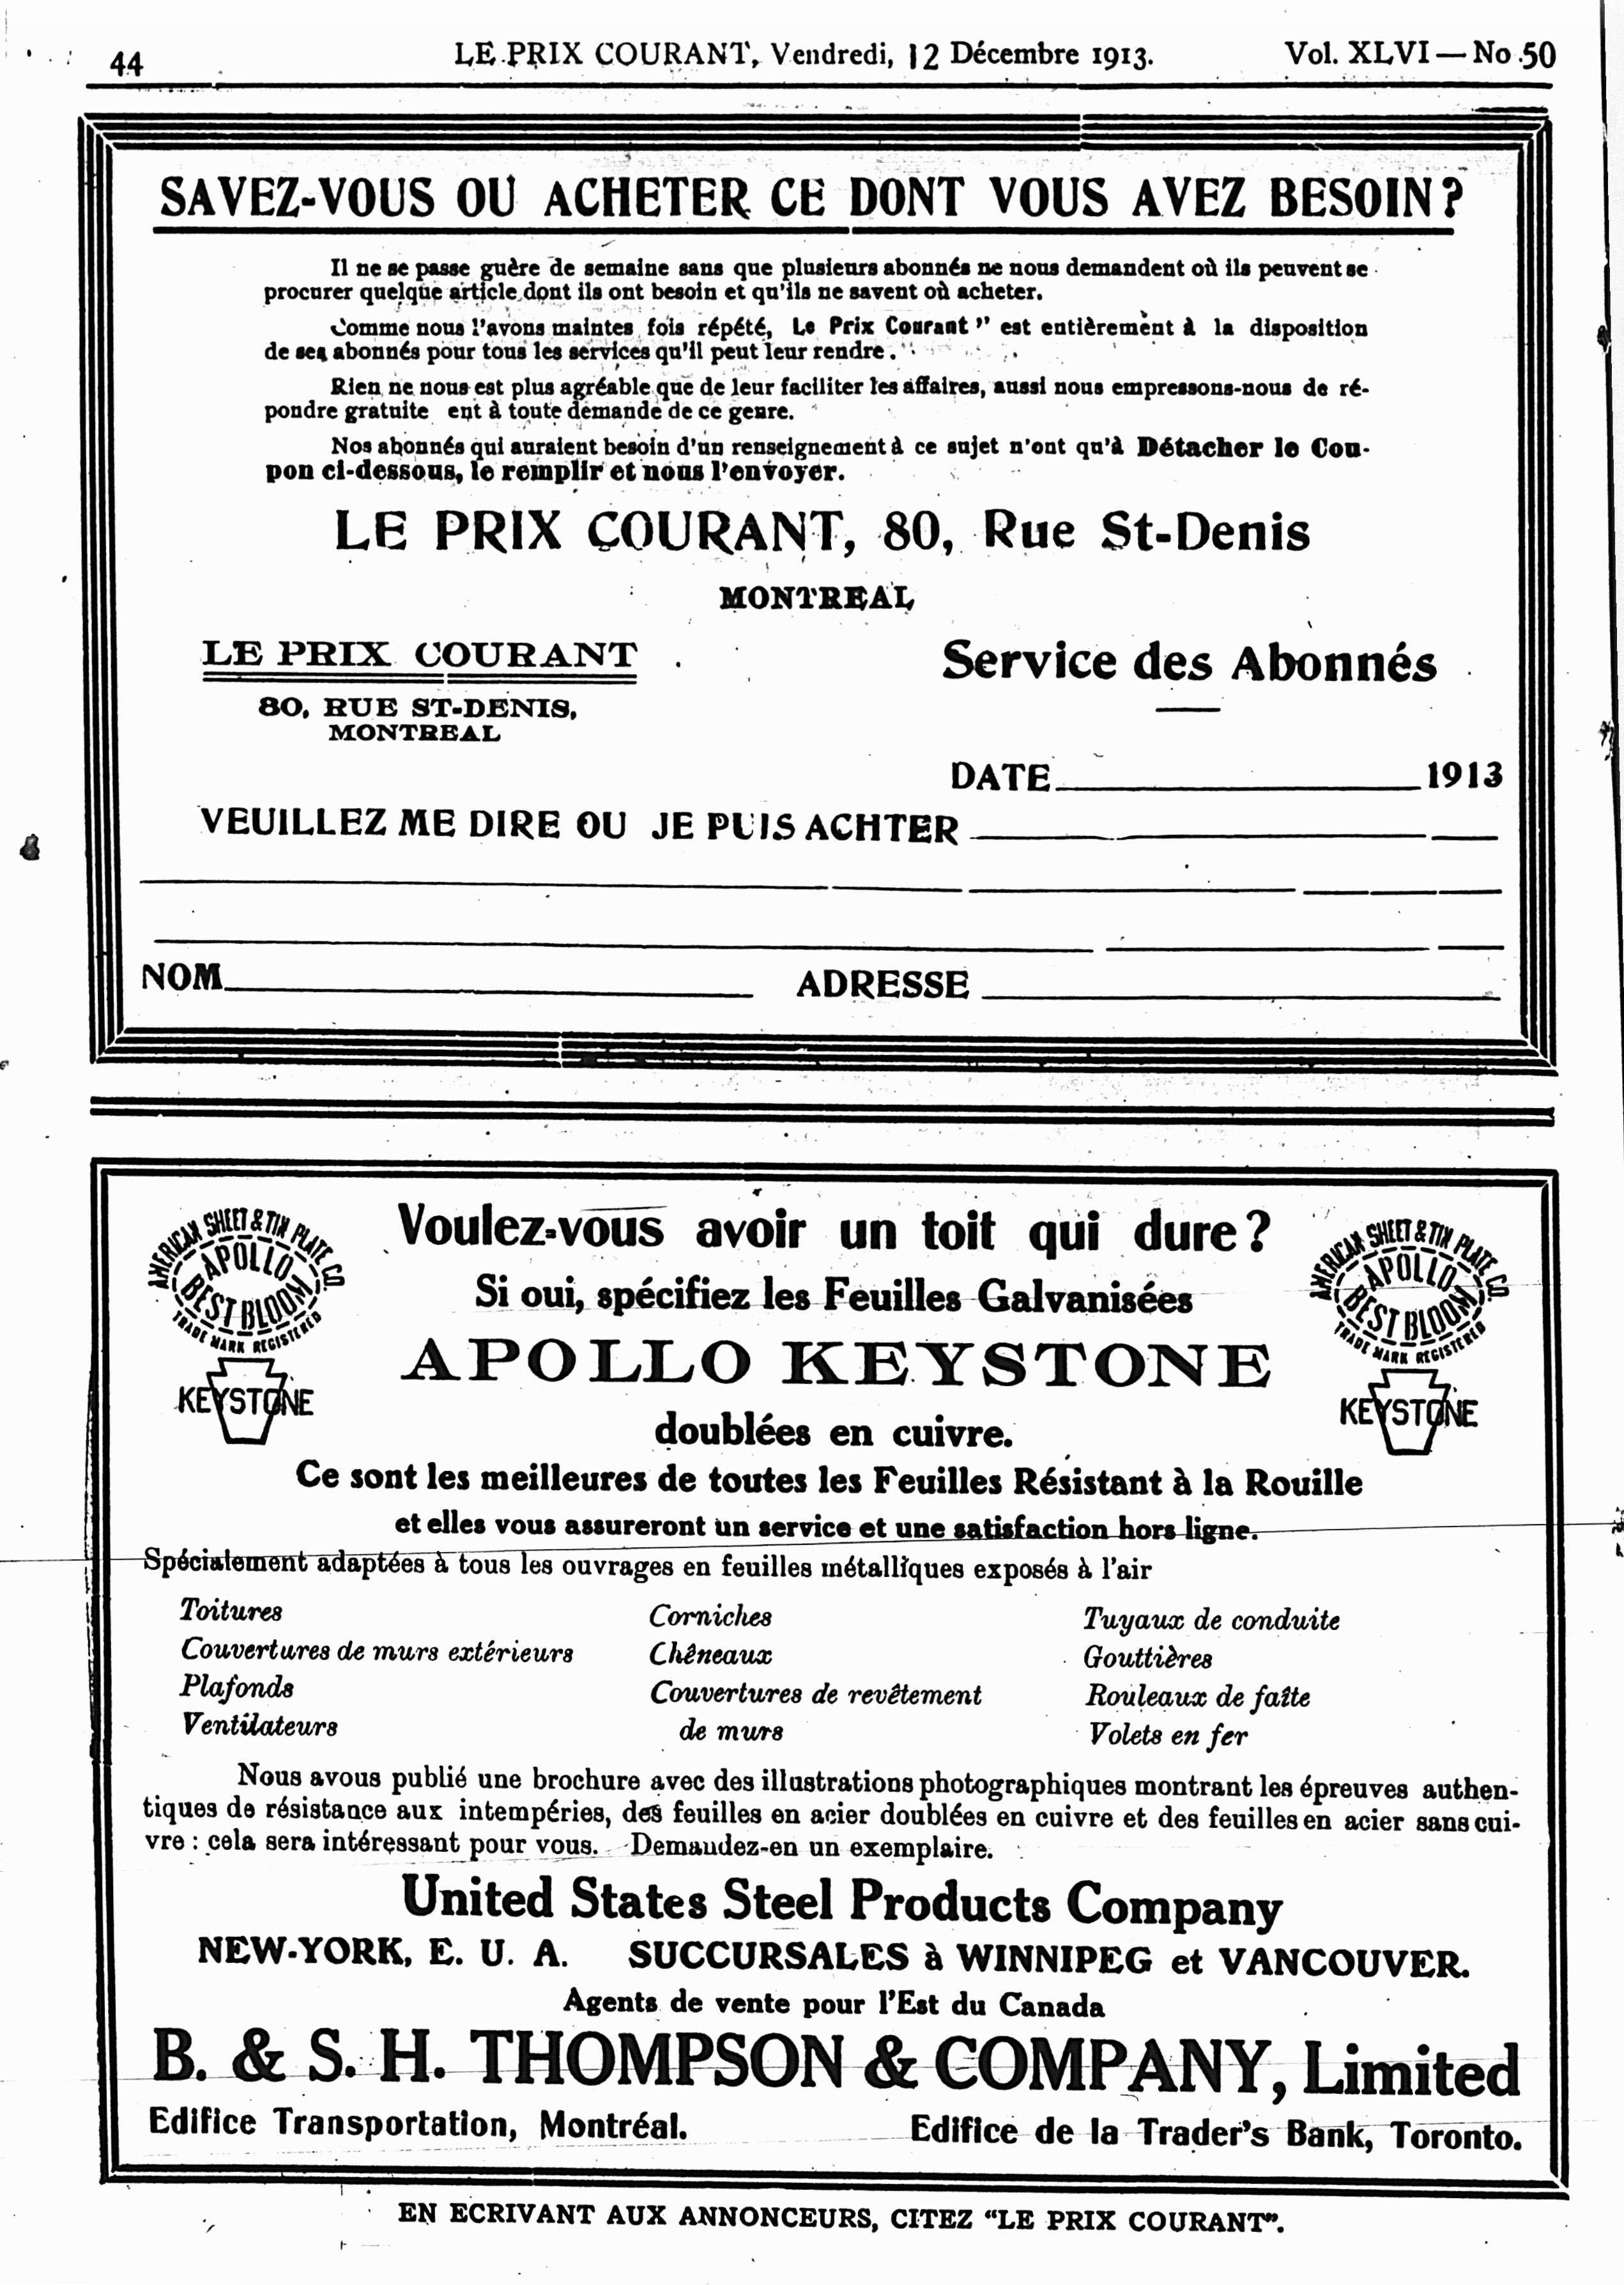 44
LE PRIX COURANT, Vendredi, 12 Décembre 1913.
Vol. XLVI — No 50
SAVEZ-VOUS OU ACHETER CE DONT VOUS AVEZ BESOIN?
Il ne se passe guère de semaine sans que plusieurs abonnés ne nous demandent où ils peuvent se
procurer quelque article dont ils ont besoin et qu'ils ne savent où acheter.
Comme nous l'avons maintes fois répété, Le Prix Courant" est entièrement à la disposition
de ses abonnés pour tous les services qu'il peut leur rendre.
Rien ne nous est plus agréable que de leur faciliter les affaires, aussi nous empressons-nous de ré-
pondre gratuite ent à toute demande de ce genre.
Nos abonnés qui auraient besoin d'un renseignement à ce sujet n'ont qu'à Détacher le Cou-
pon ci-dessous, le remplir et nous l'envoyer.
LE PRIX COURANT, 80, Rue St-Denis
MONTREAL
LE PRIX COURANT
80, RUE ST-DENIS,
MONTREAL
Service des Abonnés
DATE 1913
VEUILLEZ ME DIRE OU JE PUIS ACHTER
NOM ADRESSE
AMERICAN SHEET & TIN PLATE CO.
APOLLO
BEST BLOOM
TRADE MARK REGISTERED
KEYSTONE
Voulez-vous avoir un toit qui dure?
Si oui, spécifiez les Feuilles Galvanisées
APOLLO KEYSTONE
doublées en cuivre.
AMERICAN SHEET & TIN PLATE CO
APOLLO
BEST BLOOM
TRADE MARK REGISTERED
KEYSTONE
Ce sont les meilleures de toutes les Feuilles Résistant à la Rouille
et elles vous assureront un service et une satisfaction hors ligne.
Spécialement adaptées à tous les ouvrages en feuilles métalliques exposés à l'air
Toitures
Couvertures de murs extérieurs
Plafonds
Ventilateurs
Corniches
Chêneaux
Couvertures de revêtement
de murs
Tuyaux de conduite
Gouttières
Rouleaux de faîte
Volets en fer
Nous avous publié une brochure avec des illustrations photographiques montrant les épreuves authen-
tiques de résistance aux intempéries, des feuilles en acier doublées en cuivre et des feuilles en acier sans cui-
vre : cela sera intéressant pour vous. Demaudez-en un exemplaire.
United States Steel Products Company
NEW-YORK, E. U. A. SUCCURSALES à WINNIPEG et VANCOUVER.
Agents de vente pour l'Est du Canada
B. & S. H. THOMPSON & COMPANY, Limited
Edifice Transportation, Montréal.
Edifice de la Trader's Bank, Toronto.
EN ECRIVANT AUX ANNONCEURS, CITEZ "LE PRIX COURANT".